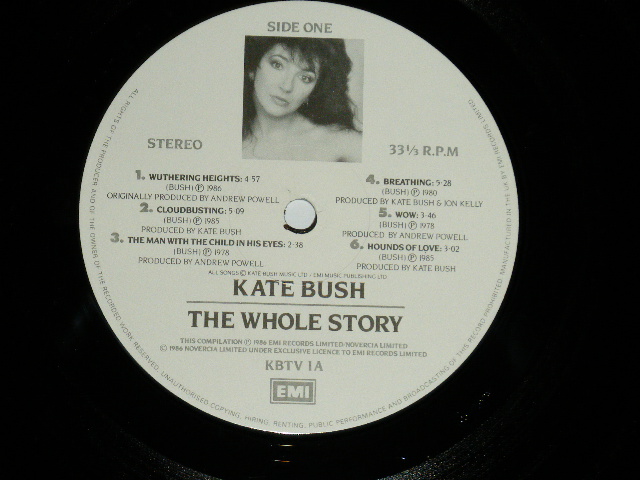 SIDE ONE
STEREO
33⅓ R.P.M
1. WUTHERING HEIGHTS: 4·57
(BUSH) Ⓟ 1986
ORIGINALLY PRODUCED BY ANDREW POWELL
2. CLOUDBUSTING: 5·09
(BUSH) Ⓟ 1985
PRODUCED BY KATE BUSH
3. THE MAN WITH THE CHILD IN HIS EYES: 2·38
(BUSH) Ⓟ 1978
PRODUCED BY ANDREW POWELL
4. BREATHING: 5·28
(BUSH) Ⓟ 1980
PRODUCED BY KATE BUSH & JON KELLY
5. WOW: 3·46
(BUSH) Ⓟ 1978
PRODUCED BY ANDREW POWELL
6. HOUNDS OF LOVE: 3·02
(BUSH) Ⓟ 1985
PRODUCED BY KATE BUSH
ALL SONGS © KATE BUSH MUSIC LTD / EMI MUSIC PUBLISHING LTD
KATE BUSH
THE WHOLE STORY
THIS COMPILATION Ⓟ 1986 EMI RECORDS LIMITED/NOVERCIA LIMITED
© 1986 NOVERCIA LIMITED UNDER EXCLUSIVE LICENCE TO EMI RECORDS LIMITED
KBTV 1A
EMI
ALL RIGHTS OF THE PRODUCER AND OF THE OWNER OF THE RECORDED WORK RESERVED. UNAUTHORISED COPYING, HIRING, RENTING, PUBLIC PERFORMANCE AND BROADCASTING OF THIS RECORD PROHIBITED. MANUFACTURED IN THE U.K. BY EMI RECORDS LIMITED